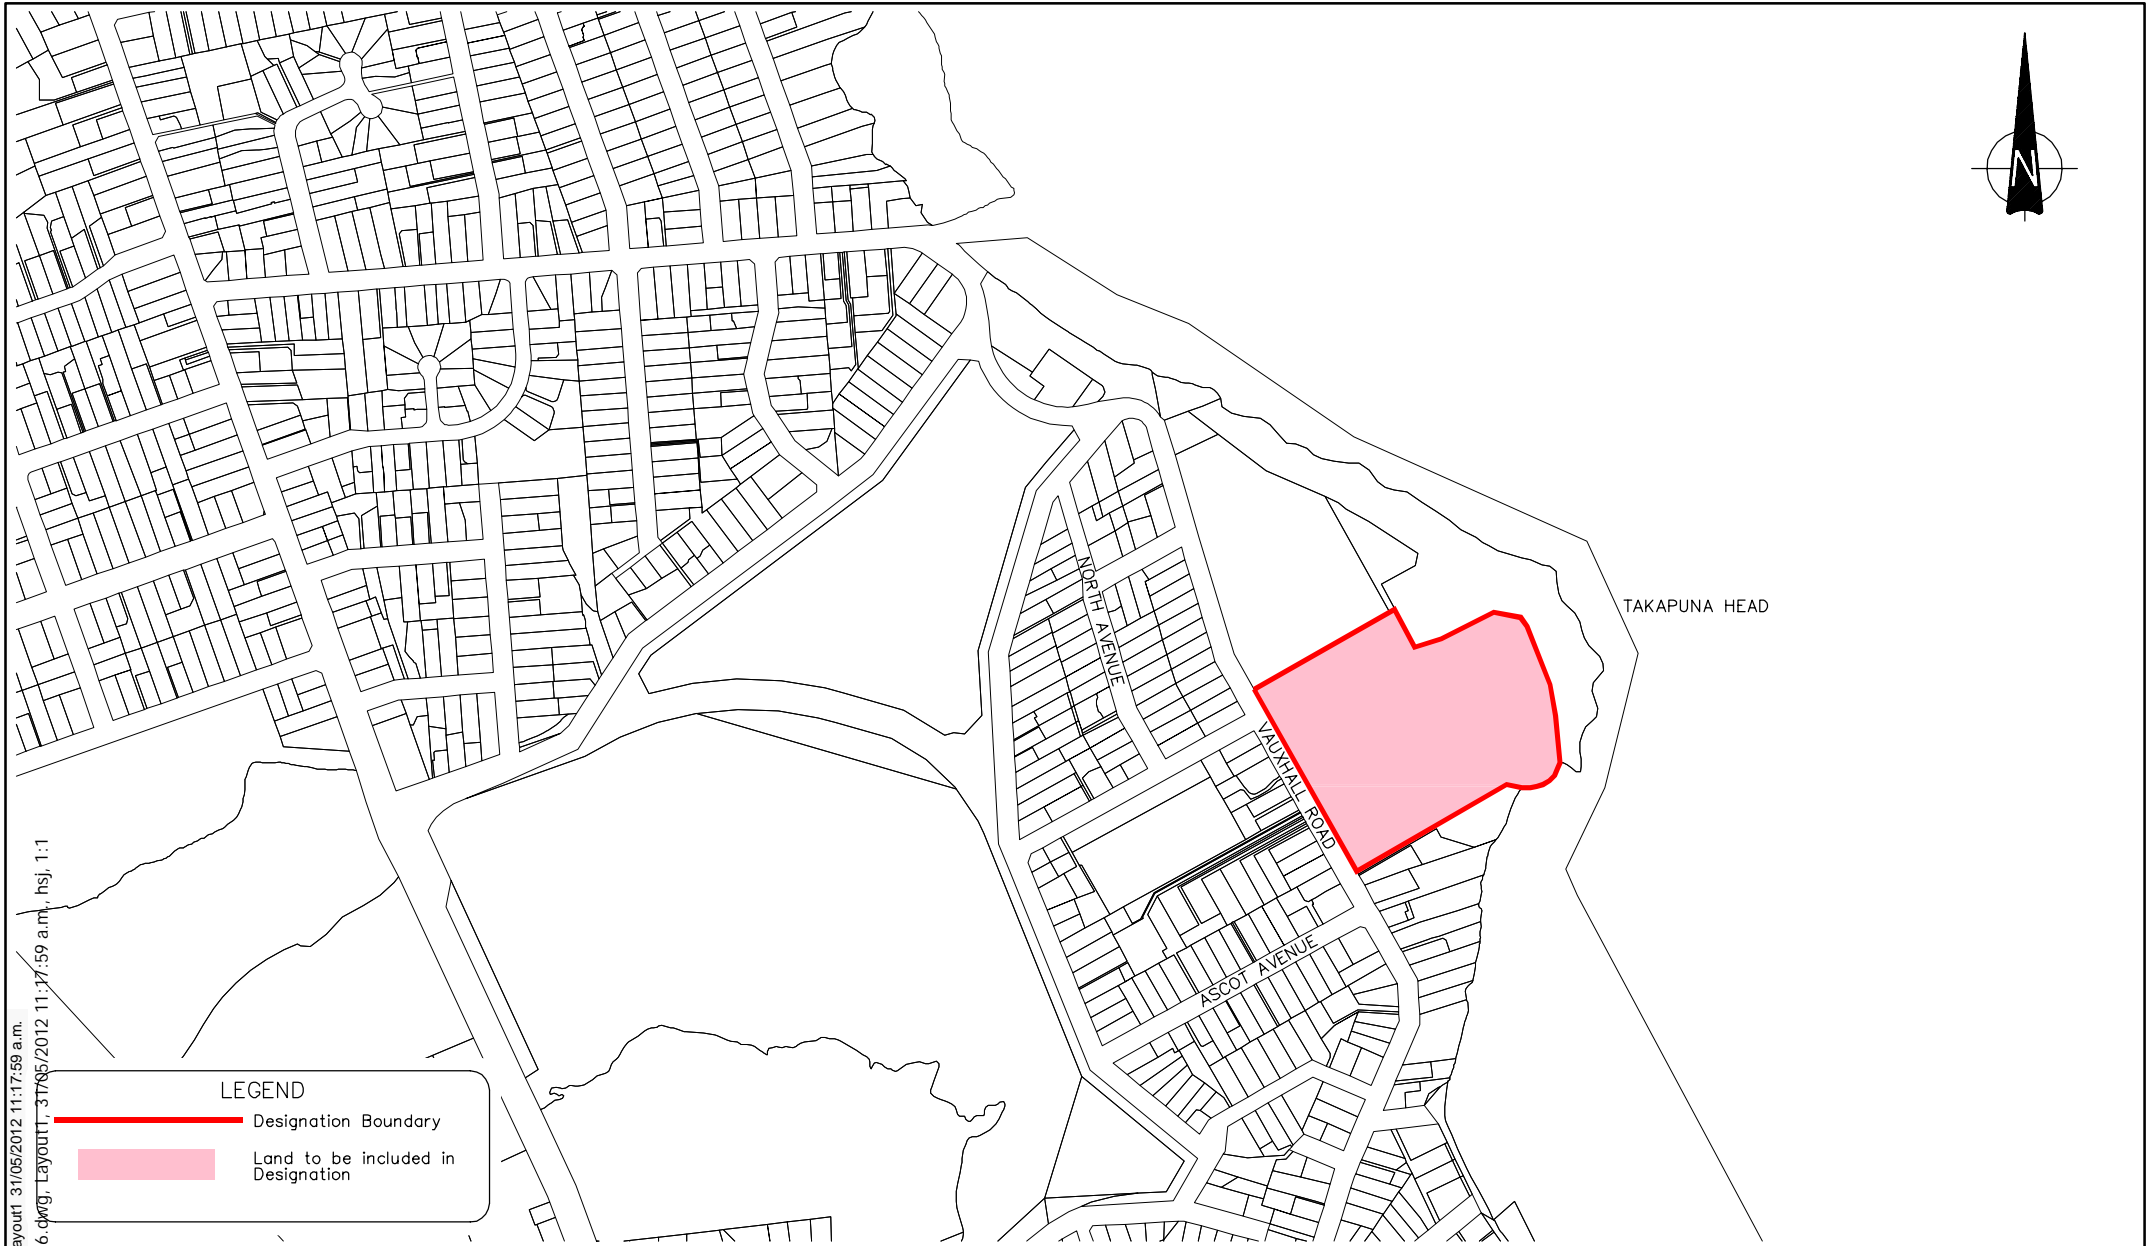 N
TAKAPUNA HEAD
NORTH AVENUE
VAUXHALL ROAD
ASCOT AVENUE
LEGEND
Designation Boundary
Land to be included in
Designation
ayout1 31/05/2012 11:17:59 a.m.
6.dwg, Layout1, 31/05/2012 11:17:59 a.m., hsj, 1:1